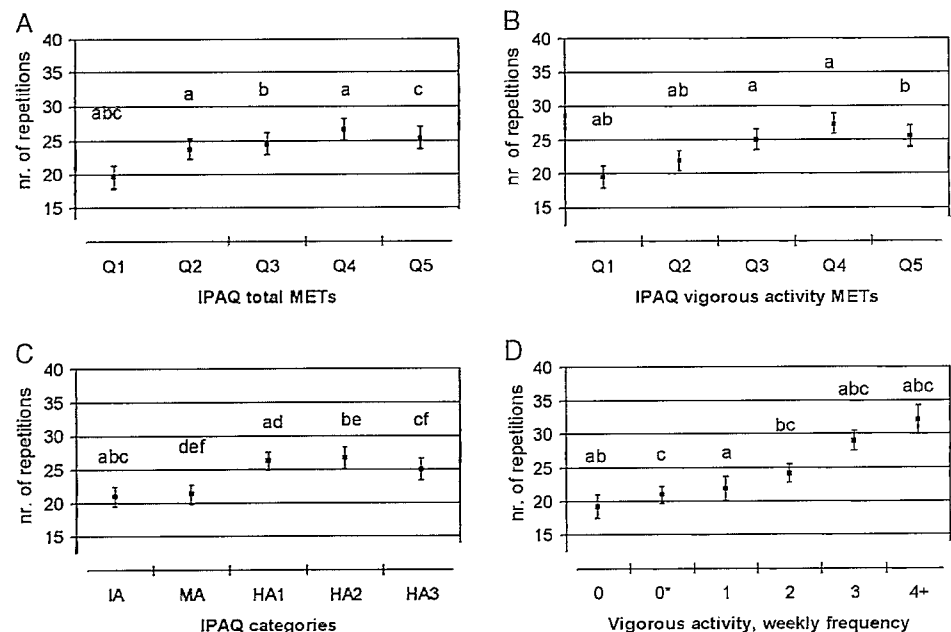 A
nr. of repetitions
40
35
30
25
20
15
abc a b a c
Q1 Q2 Q3 Q4 Q5
IPAQ total METs
B
nr of repetitions
40
35
30
25
20
15
ab ab a a b
Q1 Q2 Q3 Q4 Q5
IPAQ vigorous activity METs
C
nr. of repetitions
40
35
30
25
20
15
abc def ad be cf
IA MA HA1 HA2 HA3
IPAQ categories
D
nr. of repetitions
40
35
30
25
20
15
ab c a bc abc abc
0 0* 1 2 3 4+
Vigorous activity, weekly frequency